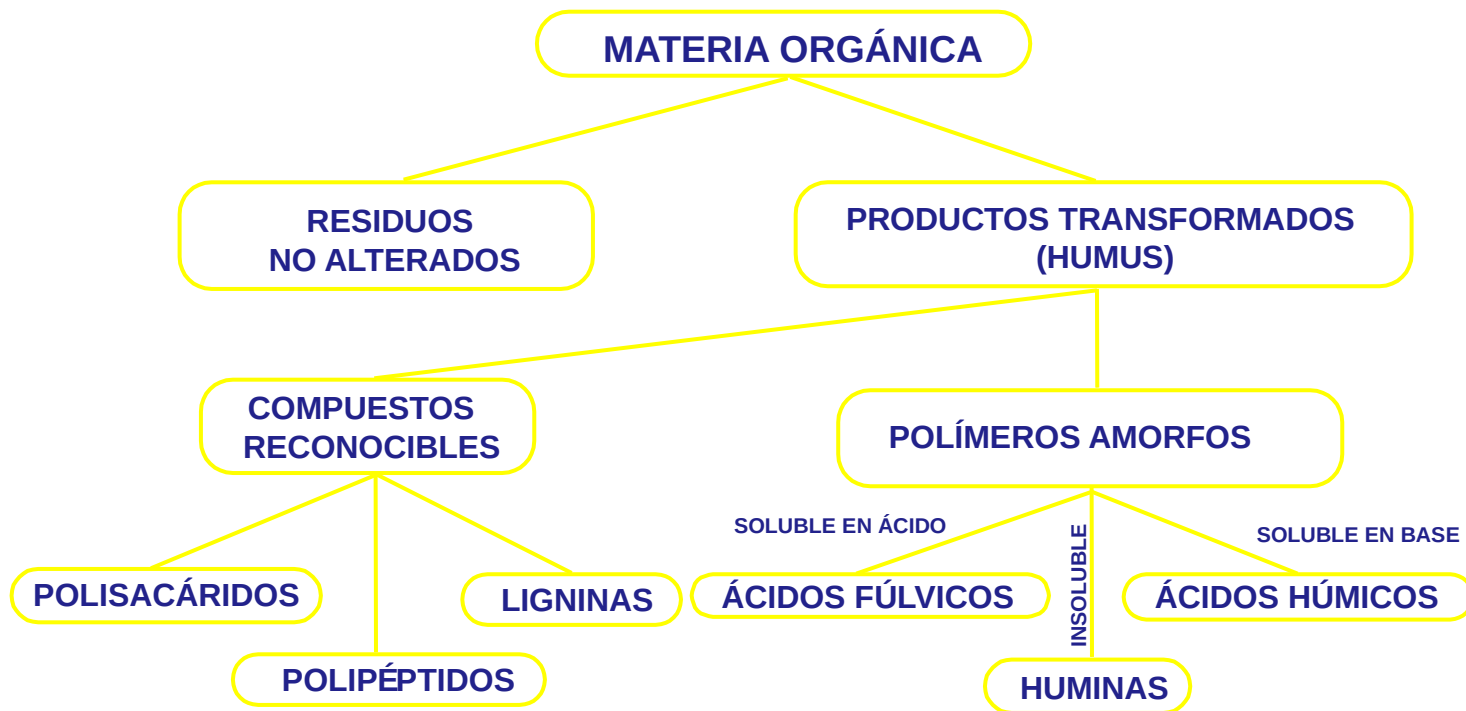 MATERIA ORGÁNICA
RESIDUOS
NO ALTERADOS
PRODUCTOS TRANSFORMADOS
(HUMUS)
COMPUESTOS
RECONOCIBLES
POLÍMEROS AMORFOS
SOLUBLE EN ÁCIDO
INSOLUBLE
SOLUBLE EN BASE
POLISACÁRIDOS
LIGNINAS
ÁCIDOS FÚLVICOS
ÁCIDOS HÚMICOS
POLIPÉPTIDOS
HUMINAS